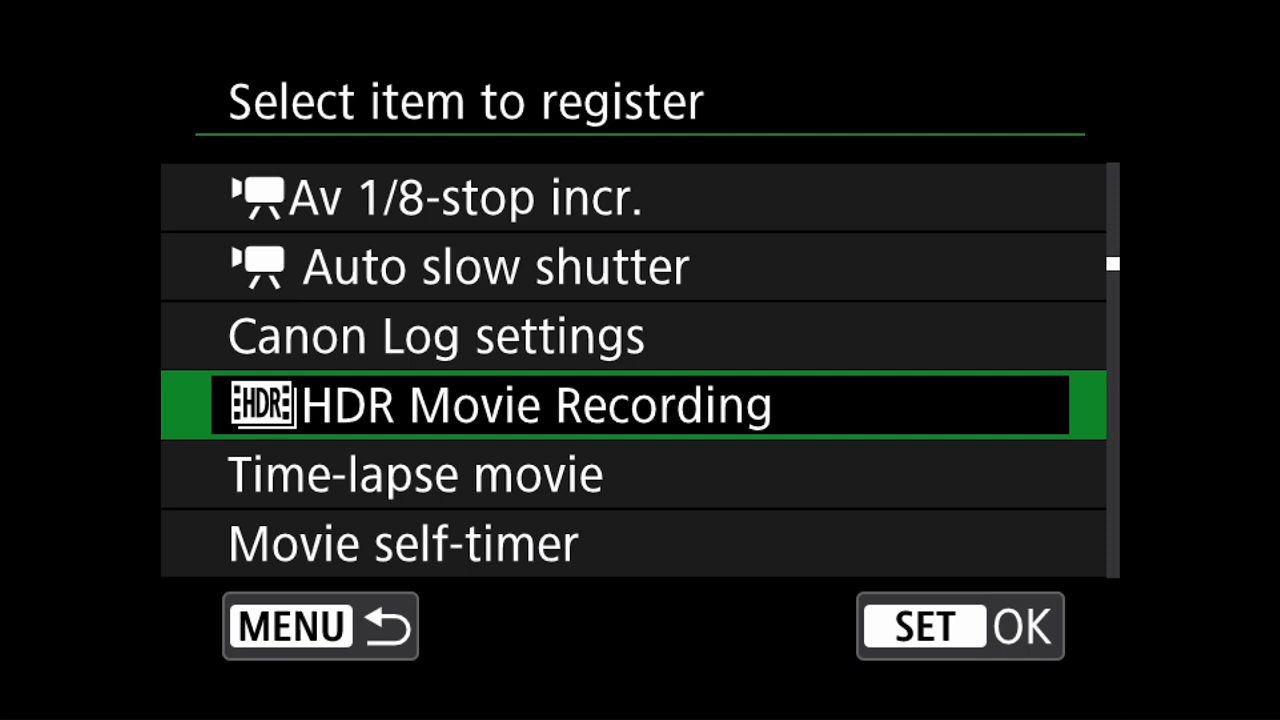 Select item to register
Av 1/8-stop incr.
Auto slow shutter
Canon Log settings
HDR HDR Movie Recording
Time-lapse movie
Movie self-timer
MENU SET OK